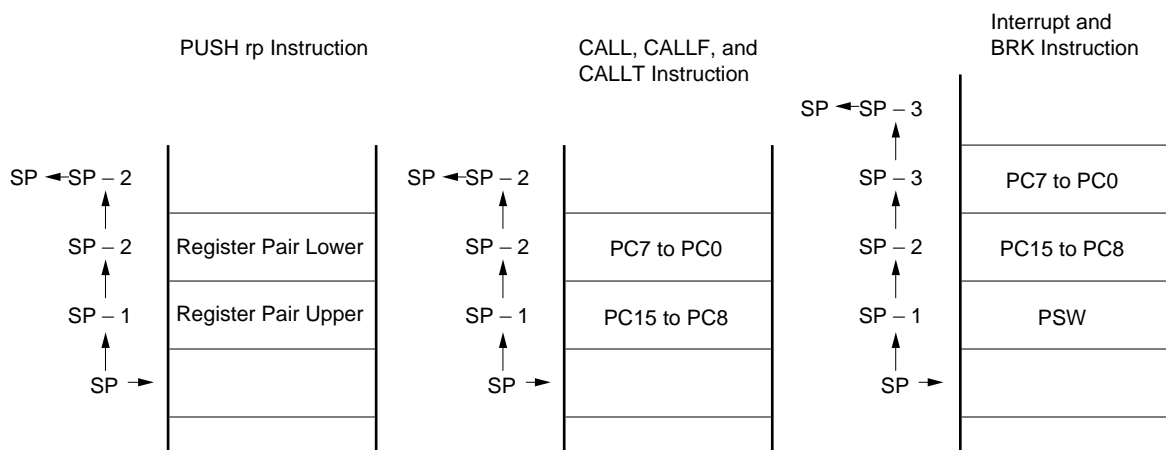 PUSH rp Instruction
SP
SP – 2
SP – 2
Register Pair Lower
SP – 1
Register Pair Upper
SP
CALL, CALLF, and
CALLT Instruction
SP
SP – 2
SP – 2
PC7 to PC0
SP – 1
PC15 to PC8
SP
Interrupt and
BRK Instruction
SP
SP – 3
SP – 3
PC7 to PC0
SP – 2
PC15 to PC8
SP – 1
PSW
SP